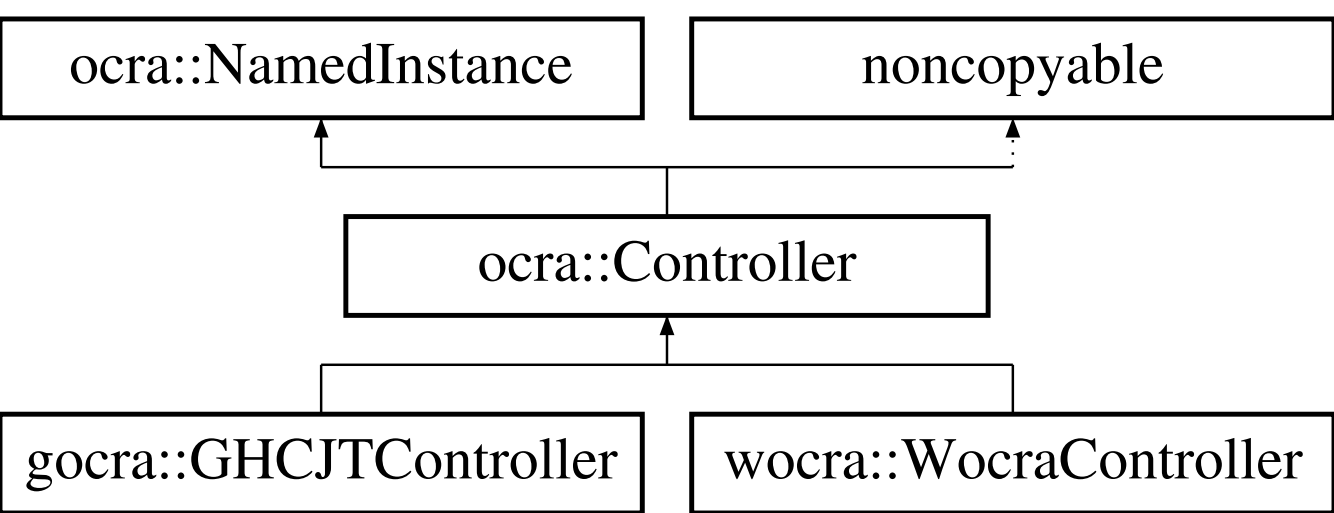 ocra::NamedInstance
noncopyable
ocra::Controller
gocra::GHCJTController
wocra::WocraController